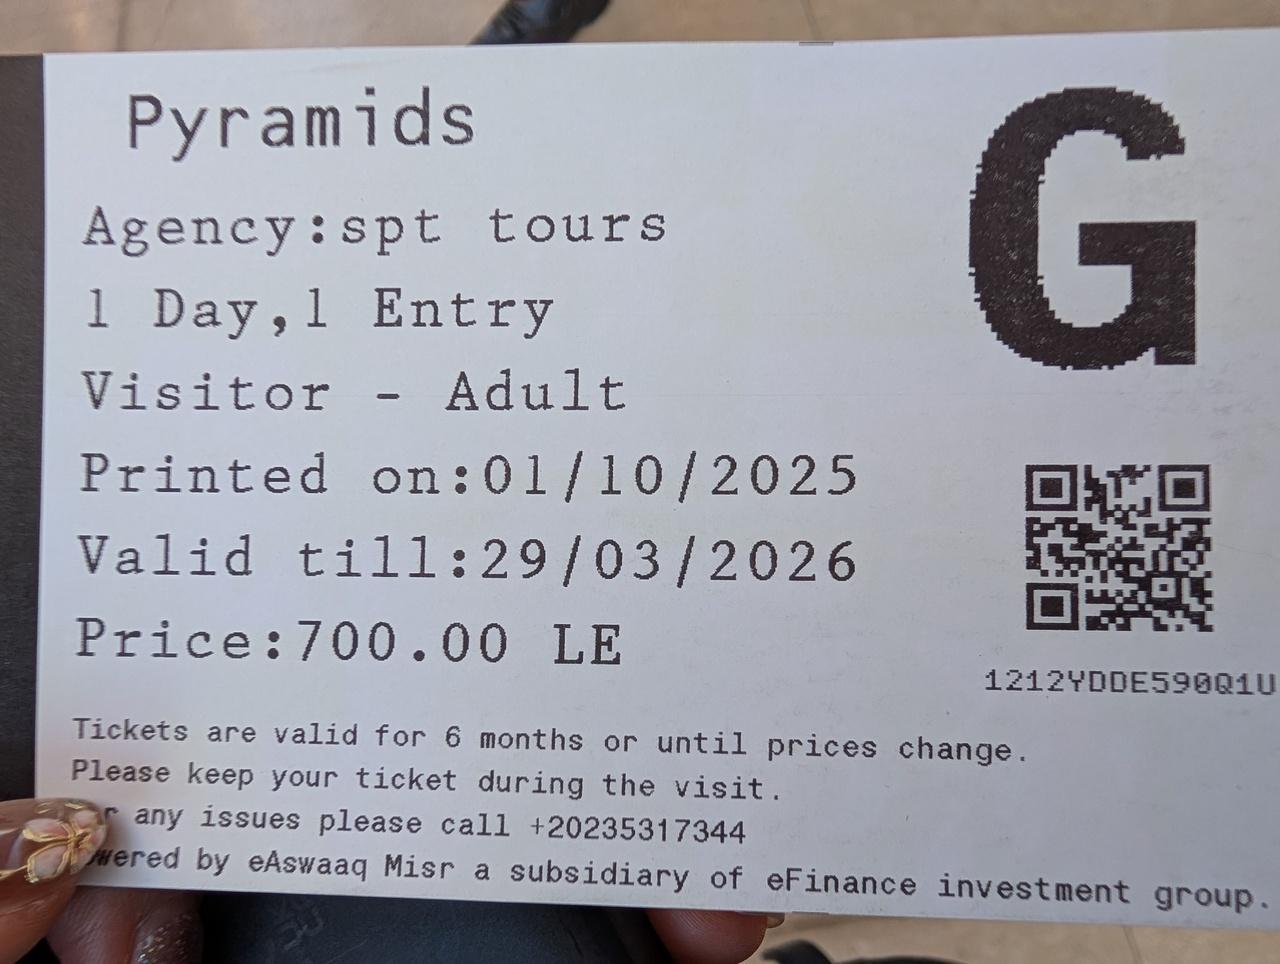 Pyramids
G
Agency:spt tours
1 Day,1 Entry
Visitor - Adult
Printed on:01/10/2025
Valid till:29/03/2026
Price:700.00 LE
1212YDDE590Q1U
Tickets are valid for 6 months or until prices change.
Please keep your ticket during the visit.
any issues please call +20235317344
by eAswaaq Misr a subsidiary of eFinance investment group.